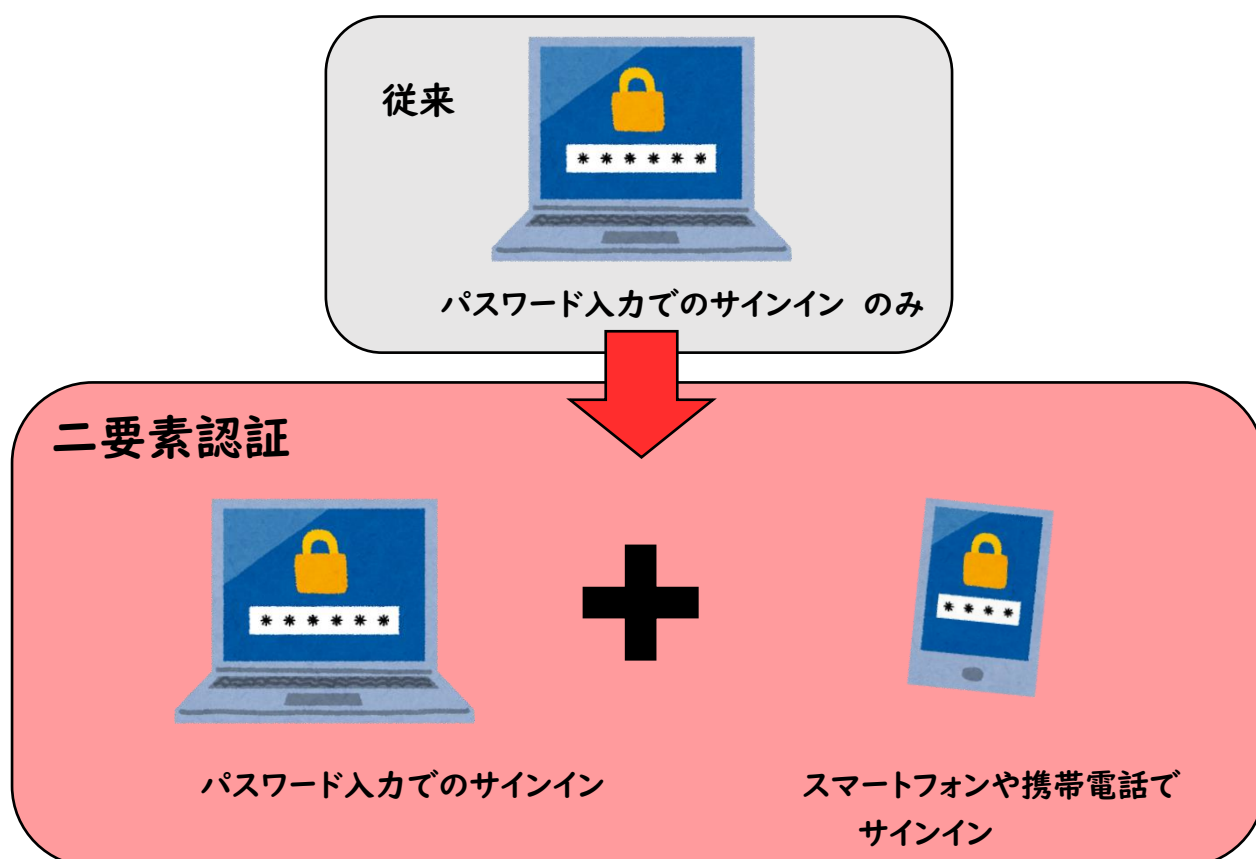 従来
******
パスワード入力でのサインイン のみ
二要素認証
******
****
パスワード入力でのサインイン
スマートフォンや携帯電話で
サインイン